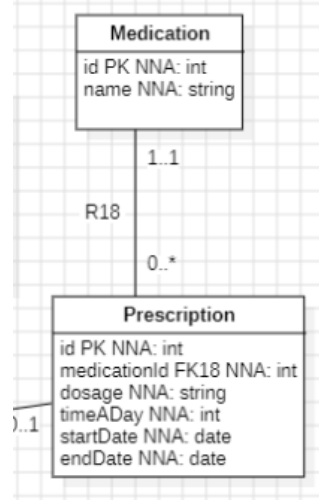 Medication
id PK NNA: int
name NNA: string
1..1
R18
0..*
Prescription
id PK NNA: int
medicationId FK18 NNA: int
dosage NNA: string
timeADay NNA: int
startDate NNA: date
endDate NNA: date